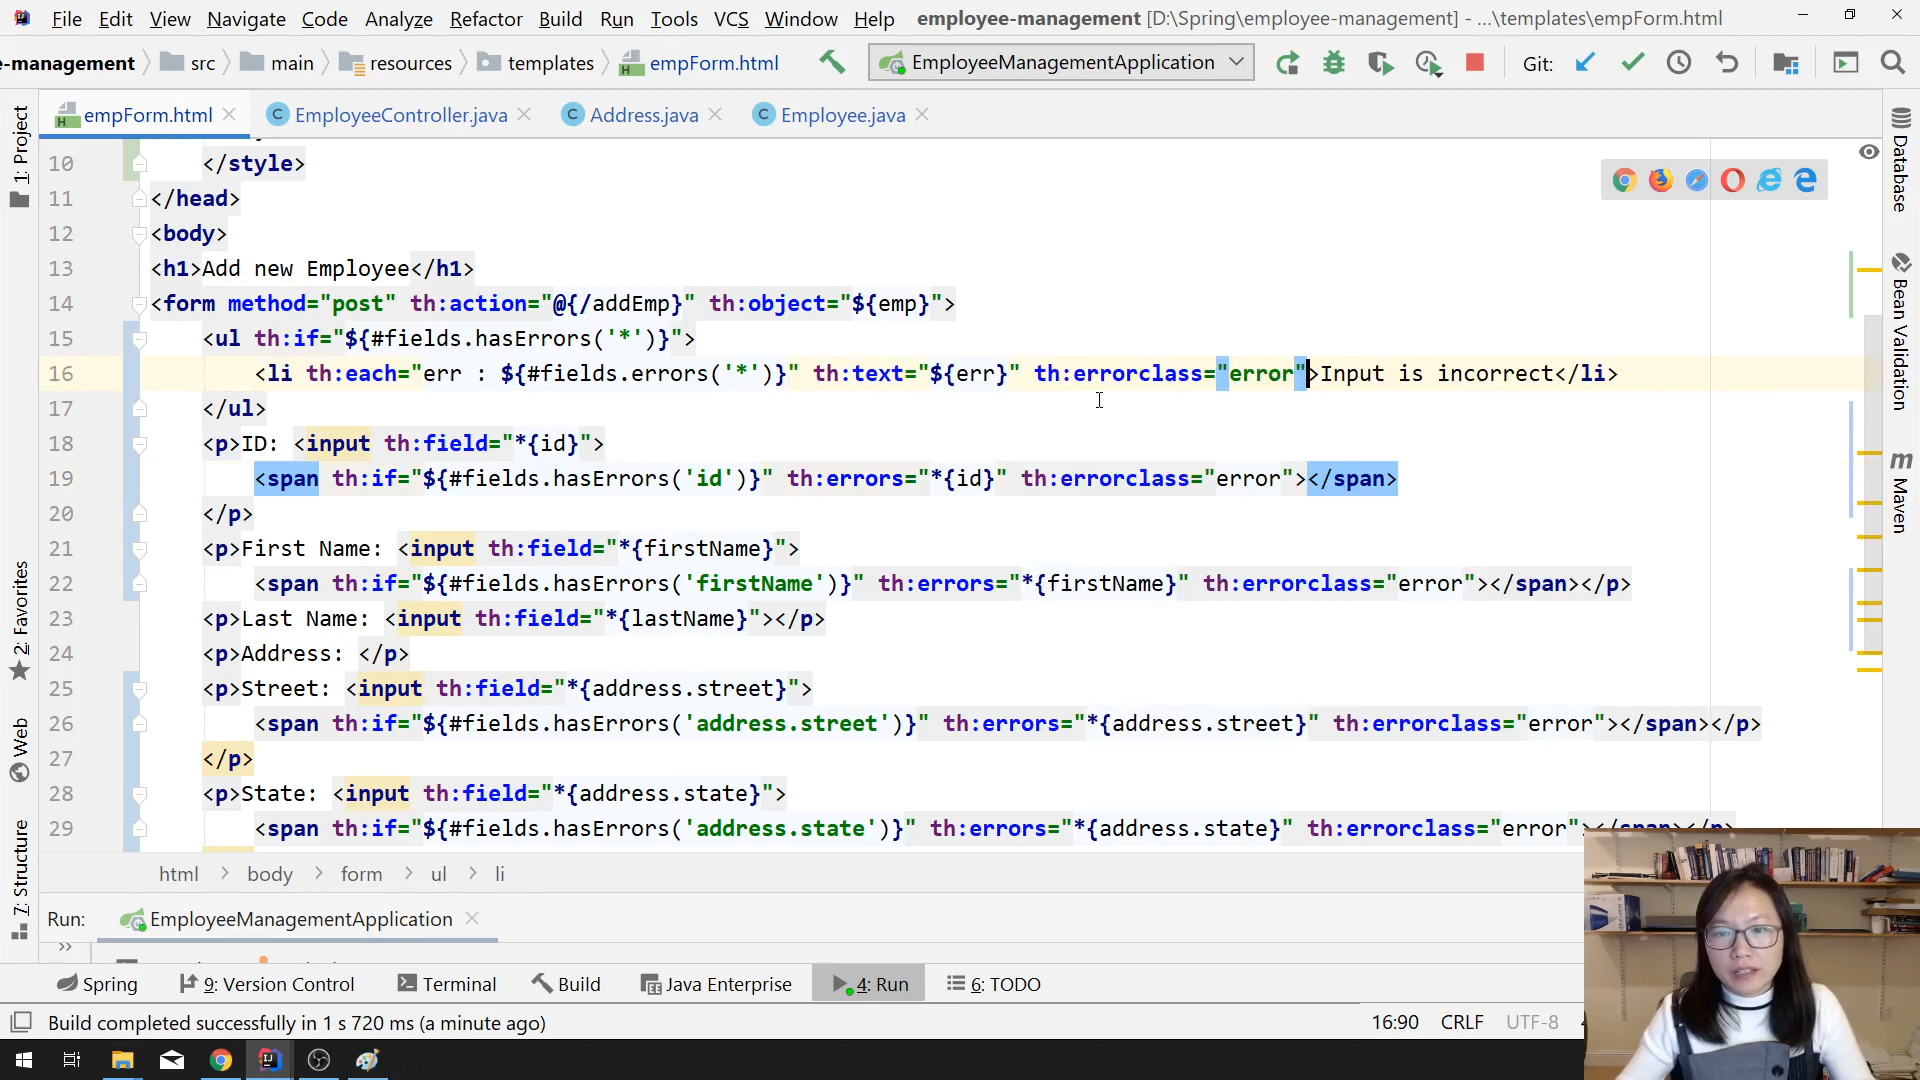 File Edit View Navigate Code Analyze Refactor Build Run Tools VCS Window Help employee-management [D:\Spring\employee-management] - ...\templates\empForm.html
e-management src main resources templates empForm.html EmployeeManagementApplication Git:
empForm.html EmployeeController.java Address.java Employee.java
10 </style>
11 </head>
12 <body>
13 <h1>Add new Employee</h1>
14 <form method="post" th:action="@{/addEmp}" th:object="${emp}">
15 <ul th:if="${#fields.hasErrors('*')}">
16 <li th:each="err : ${#fields.errors('*')}" th:text="${err}" th:errorclass="error">Input is incorrect</li>
17 </ul>
18 <p>ID: <input th:field="*{id}">
19 <span th:if="${#fields.hasErrors('id')}" th:errors="*{id}" th:errorclass="error"></span>
20 </p>
21 <p>First Name: <input th:field="*{firstName}">
22 <span th:if="${#fields.hasErrors('firstName')}" th:errors="*{firstName}" th:errorclass="error"></span></p>
23 <p>Last Name: <input th:field="*{lastName}"></p>
24 <p>Address: </p>
25 <p>Street: <input th:field="*{address.street}">
26 <span th:if="${#fields.hasErrors('address.street')}" th:errors="*{address.street}" th:errorclass="error"></span></p>
27 </p>
28 <p>State: <input th:field="*{address.state}">
29 <span th:if="${#fields.hasErrors('address.state')}" th:errors="*{address.state}" th:errorclass="error"></span></p>
html body form ul li
Run: EmployeeManagementApplication
Spring 9: Version Control Terminal Build Java Enterprise 4: Run 6: TODO
Build completed successfully in 1 s 720 ms (a minute ago) 16:90 CRLF UTF-8
1: Project
2: Favorites
Web
7: Structure
Database
Bean Validation
Maven